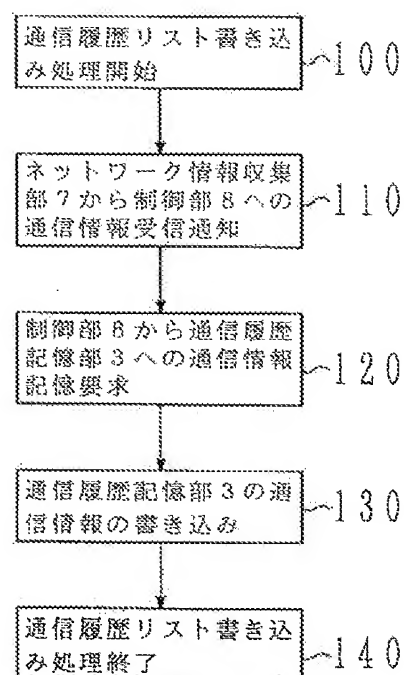 通信履歴リスト書き込
み処理開始
100
ネットワーク情報収集
部7から制御部8への
通信情報受信通知
110
制御部8から通信履歴
記憶部3への通信情報
記憶要求
120
通信履歴記憶部3の通
信情報の書き込み
130
通信履歴リスト書き込
み処理終了
140